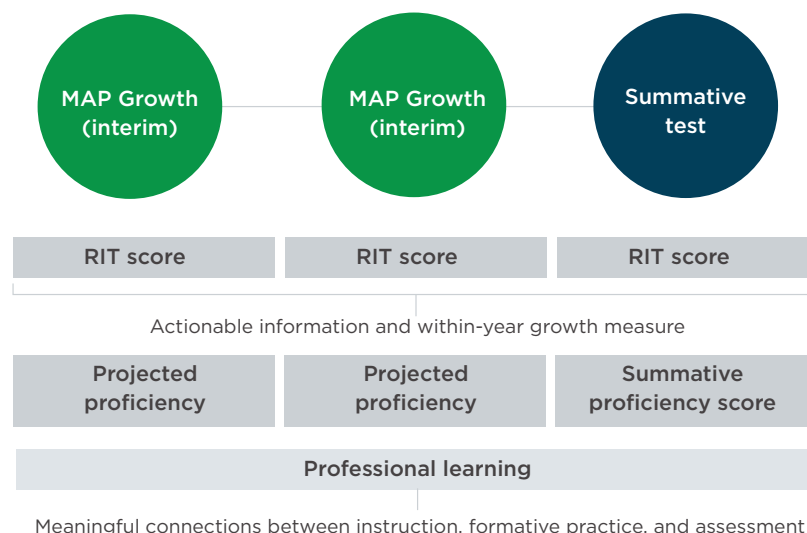 MAP Growth
(interim)
MAP Growth
(interim)
Summative
test
RIT score
RIT score
RIT score
Actionable information and within-year growth measure
Projected
proficiency
Projected
proficiency
Summative
proficiency score
Professional learning
Meaningful connections between instruction, formative practice, and assessment